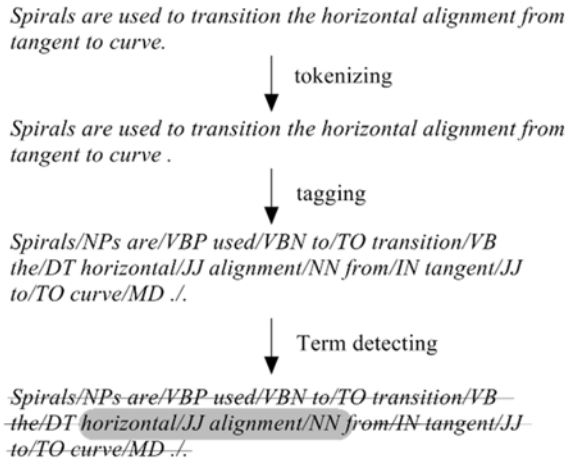 Spirals are used to transition the horizontal alignment from
tangent to curve.
tokenizing
Spirals are used to transition the horizontal alignment from
tangent to curve .
tagging
Spirals/NPs are/VBP used/VBN to/TO transition/VB
the/DT horizontal/JJ alignment/NN from/IN tangent/JJ
to/TO curve/MD ./.
Term detecting
Spirals/NPs are/VBP used/VBN to/TO transition/VB
the/DT horizontal/JJ alignment/NN from/IN tangent/JJ
to/TO curve/MD ./.